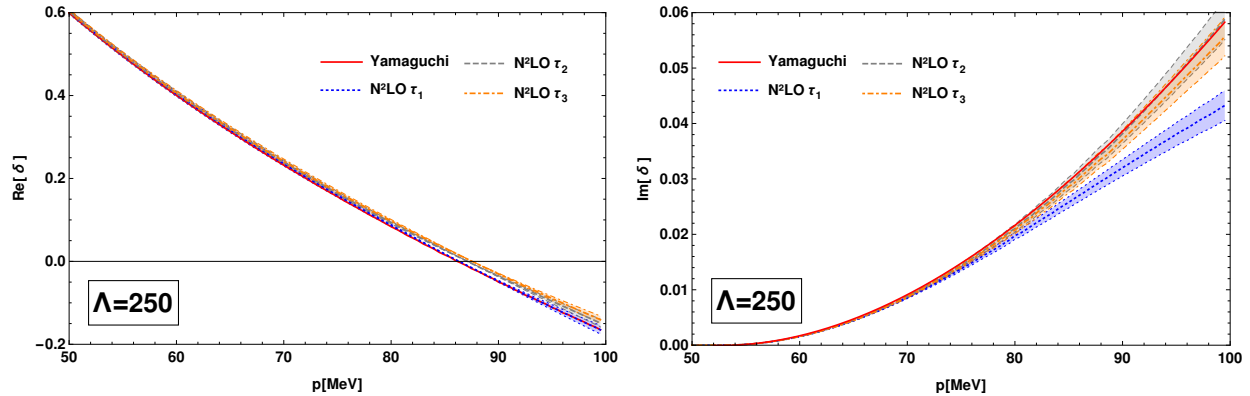 Re[ δ ]
0.6
0.4
0.2
0.0
−0.2
Yamaguchi
N²LO τ₁
N²LO τ₂
N²LO τ₃
Λ=250
50 60 70 80 90 100
p[MeV]
Im[ δ ]
0.06
0.05
0.04
0.03
0.02
0.01
0.00
Yamaguchi
N²LO τ₁
N²LO τ₂
N²LO τ₃
Λ=250
50 60 70 80 90 100
p[MeV]